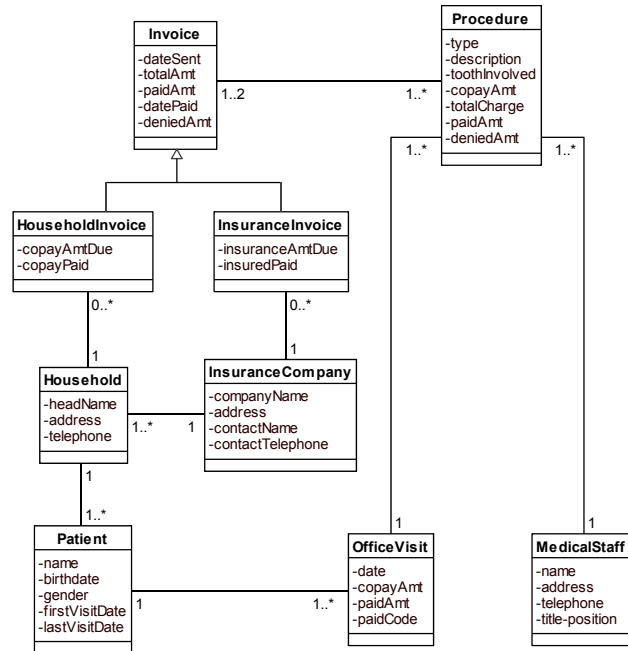 Invoice
-dateSent
-totalAmt
-paidAmt
-datePaid
-deniedAmt
Procedure
-type
-description
-toothInvolved
-copayAmt
-totalCharge
-paidAmt
-deniedAmt
1..2
1..*
1..*
1..*
HouseholdInvoice
-copayAmtDue
-copayPaid
InsuranceInvoice
-insuranceAmtDue
-insuredPaid
0..*
0..*
1
1
Household
-headName
-address
-telephone
InsuranceCompany
-companyName
-address
-contactName
-contactTelephone
1..*
1
1
1..*
1
1
Patient
-name
-birthdate
-gender
-firstVisitDate
-lastVisitDate
OfficeVisit
-date
-copayAmt
-paidAmt
-paidCode
MedicalStaff
-name
-address
-telephone
-title-position
1
1..*